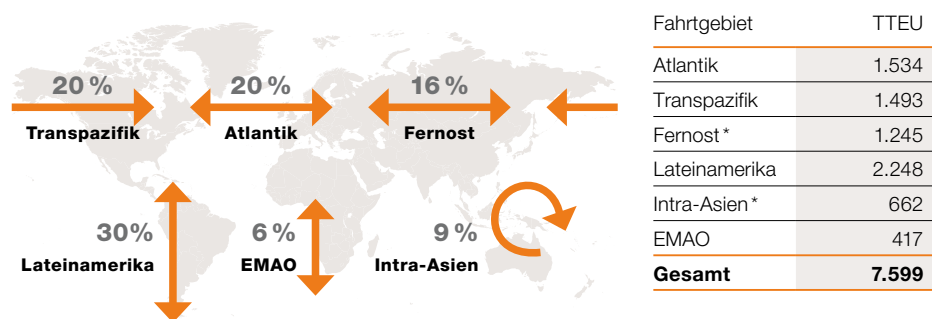 20 %
20 %
16 %
Transpazifik
Atlantik
Fernost
30%
6 %
9 %
Lateinamerika
EMAO
Intra-Asien
Fahrtgebiet TTEU
Atlantik 1.534
Transpazifik 1.493
Fernost * 1.245
Lateinamerika 2.248
Intra-Asien * 662
EMAO 417
Gesamt 7.599